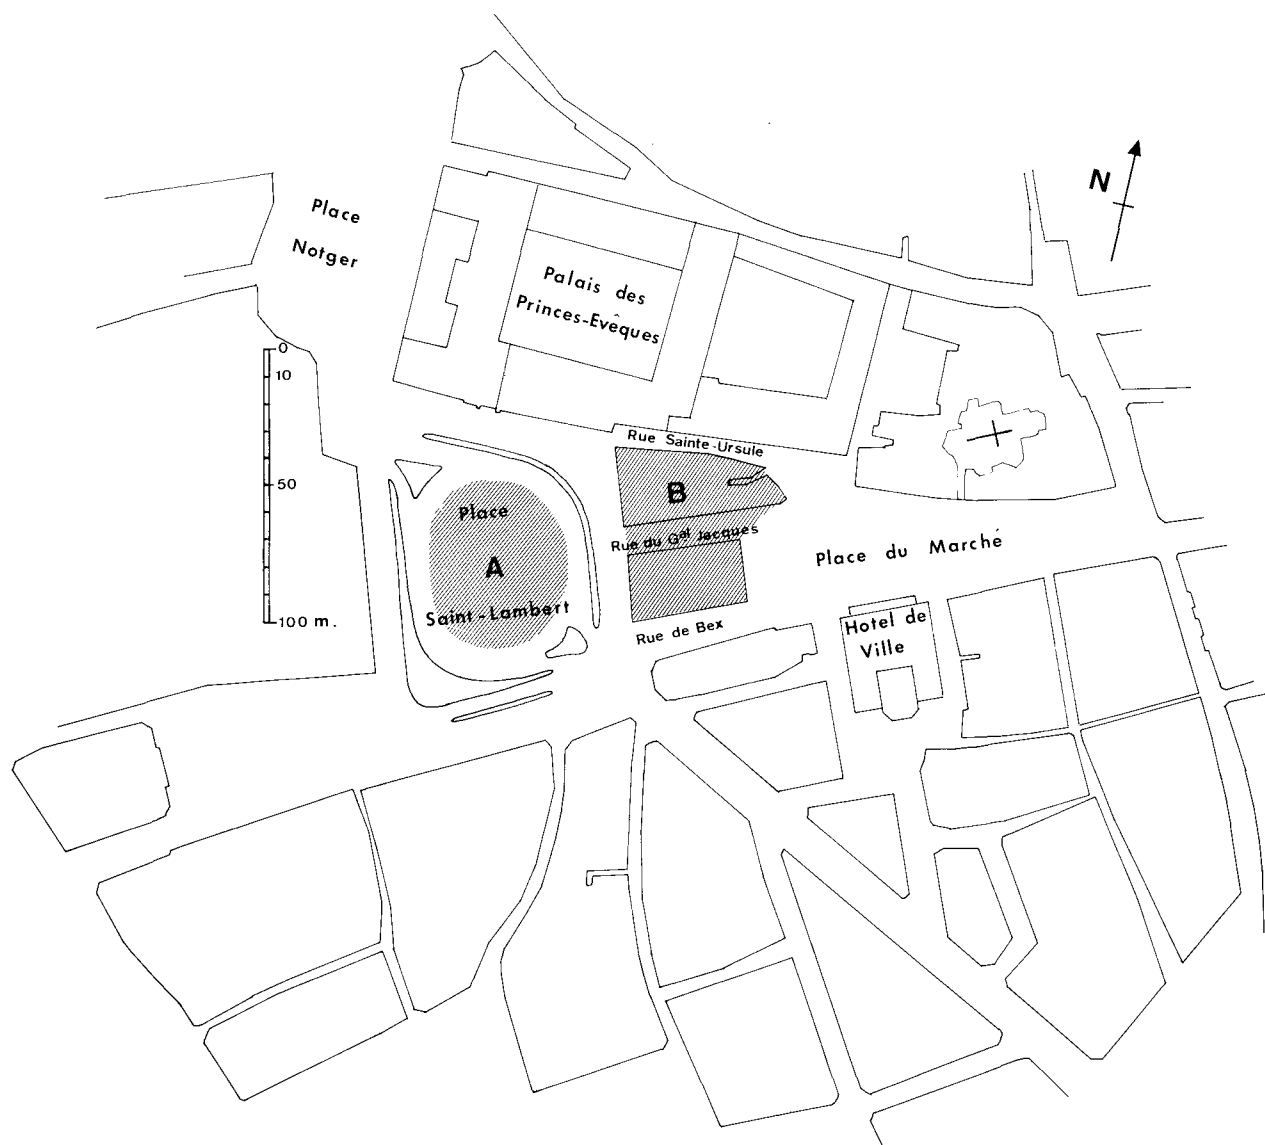 Place
Notger
N
Palais des
Princes-Evêques
0
10
50
100 m.
Rue Sainte-Ursule
B
Place
A
Saint-Lambert
Rue du Gal Jacques
Place du Marché
Rue de Bex
Hotel de
Ville